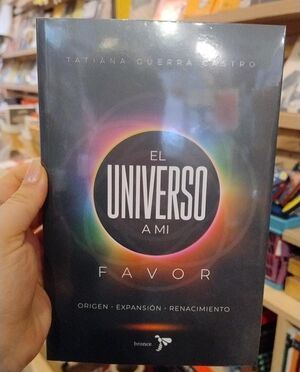 TATIANA GUERRA CASTRO
EL
UNIVERSO
A MI
FAVOR
ORIGEN · EXPANSIÓN · RENACIMIENTO
bronce